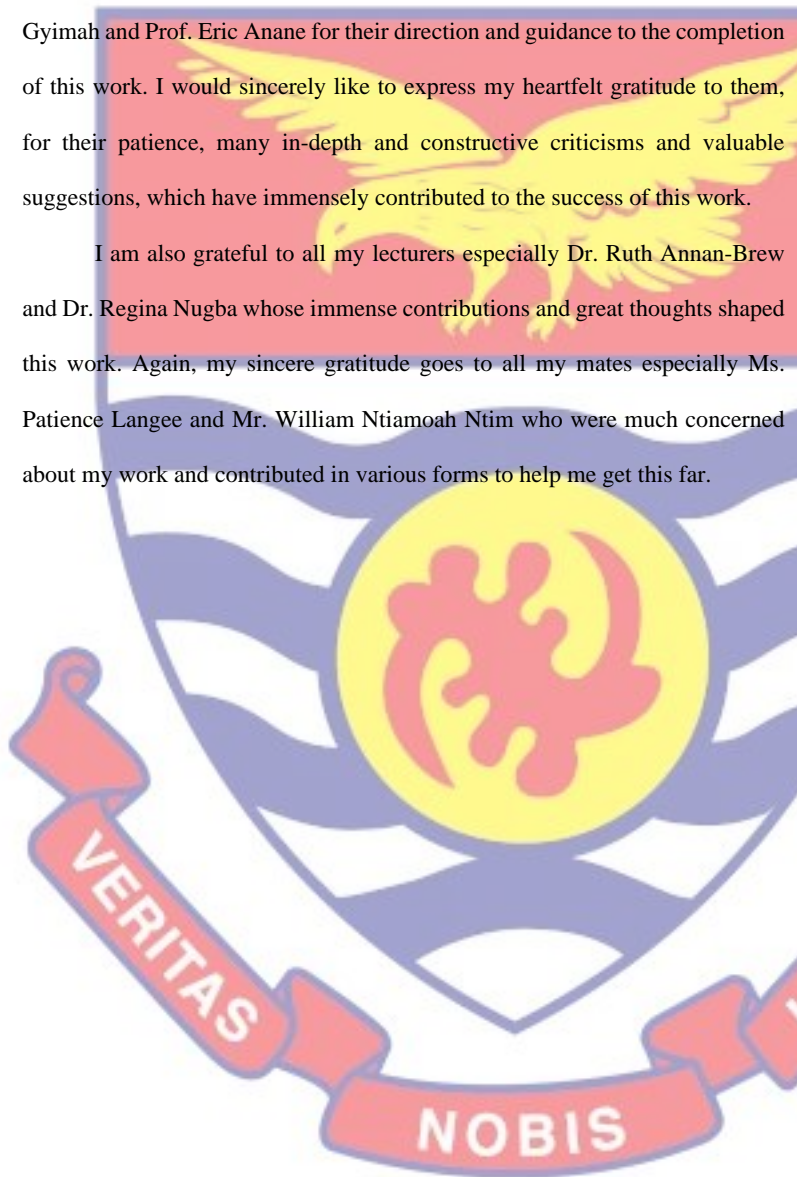 Gyimah and Prof. Eric Anane for their direction and guidance to the completion
of this work. I would sincerely like to express my heartfelt gratitude to them,
for their patience, many in-depth and constructive criticisms and valuable
suggestions, which have immensely contributed to the success of this work.
I am also grateful to all my lecturers especially Dr. Ruth Annan-Brew
and Dr. Regina Nugba whose immense contributions and great thoughts shaped
this work. Again, my sincere gratitude goes to all my mates especially Ms.
Patience Langee and Mr. William Ntiamoah Ntim who were much concerned
about my work and contributed in various forms to help me get this far.
VERITAS
NOBIS